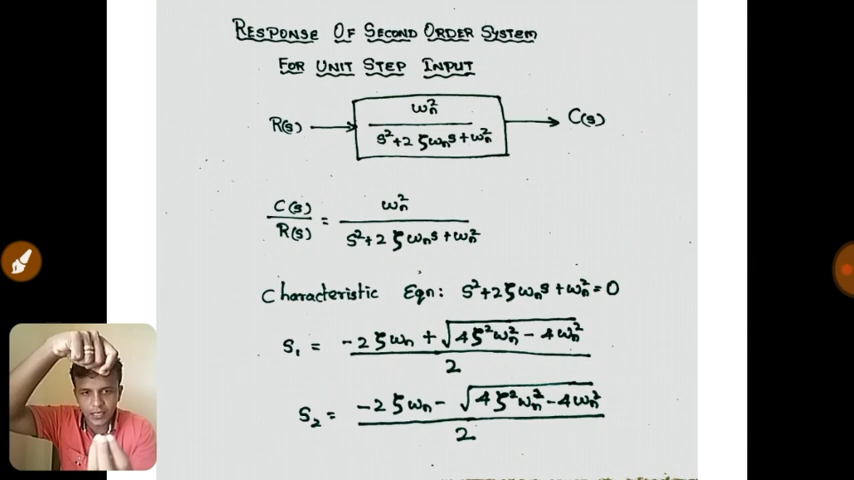 RESPONSE OF SECOND ORDER SYSTEM
FOR UNIT STEP INPUT
R(s) → ωn² / (s²+2ζωns+ωn²) → C(s)
C(s)/R(s) = ωn² / (s²+2ζωns+ωn²)
Characteristic Eqn: s²+2ζωns+ωn²=0
S₁ = (-2ζωn + √(4ζ²ωn² - 4ωn²)) / 2
S₂ = (-2ζωn - √(4ζ²ωn² - 4ωn²)) / 2